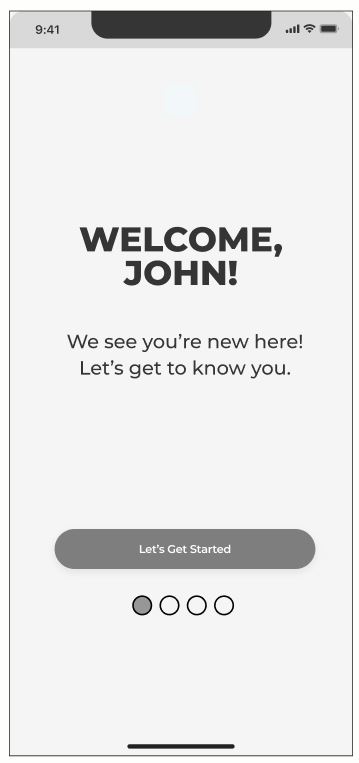 9:41
WELCOME,
JOHN!
We see you’re new here!
Let’s get to know you.
Let’s Get Started